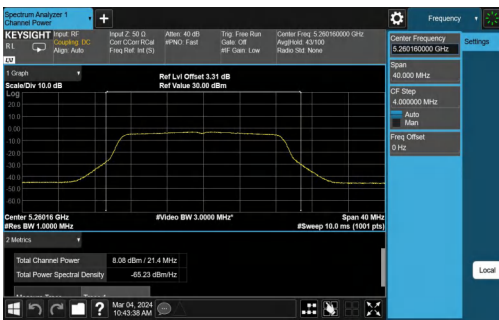 Spectrum Analyzer 1
Channel Power
Frequency
KEYSIGHT
RL
Input: RF
Coupling: DC
Align: Auto
Input Z: 50 Ω
Corr CCorr RCal
Freq Ref: Int (S)
Atten: 40 dB
#PNO: Fast
Trig: Free Run
Gate: Off
#IF Gain: Low
Center Freq: 5.260160000 GHz
Avg|Hold: 43/100
Radio Std: None
Center Frequency
5.260160000 GHz
Settings
Span
40.000 MHz
CF Step
4.000000 MHz
Auto
Man
Freq Offset
0 Hz
Local
1 Graph
Scale/Div 10.0 dB
Ref Lvl Offset 3.31 dB
Ref Value 30.00 dBm
Log
20.0
10.0
0.00
-10.0
-20.0
-30.0
-40.0
-50.0
-60.0
Center 5.26016 GHz
#Video BW 3.0000 MHz*
Span 40 MHz
#Res BW 1.0000 MHz
#Sweep 10.0 ms (1001 pts)
2 Metrics
Total Channel Power
8.08 dBm / 21.4 MHz
Total Power Spectral Density
-65.23 dBm/Hz
Mar 04, 2024
10:43:38 AM